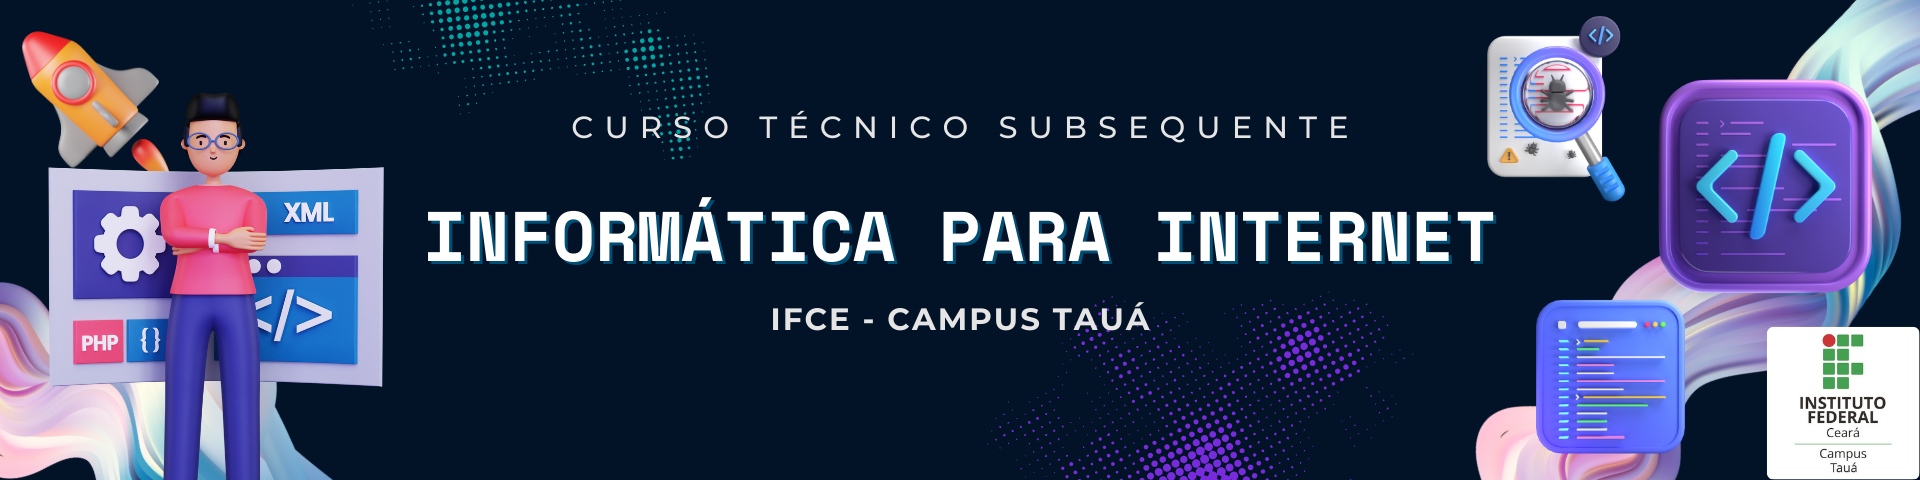 CURSO TÉCNICO SUBSEQUENTE
INFORMÁTICA PARA INTERNET
IFCE - CAMPUS TAUÁ
XML
</>
PHP
{}
</>
</>
INSTITUTO
FEDERAL
Ceará
Campus
Tauá